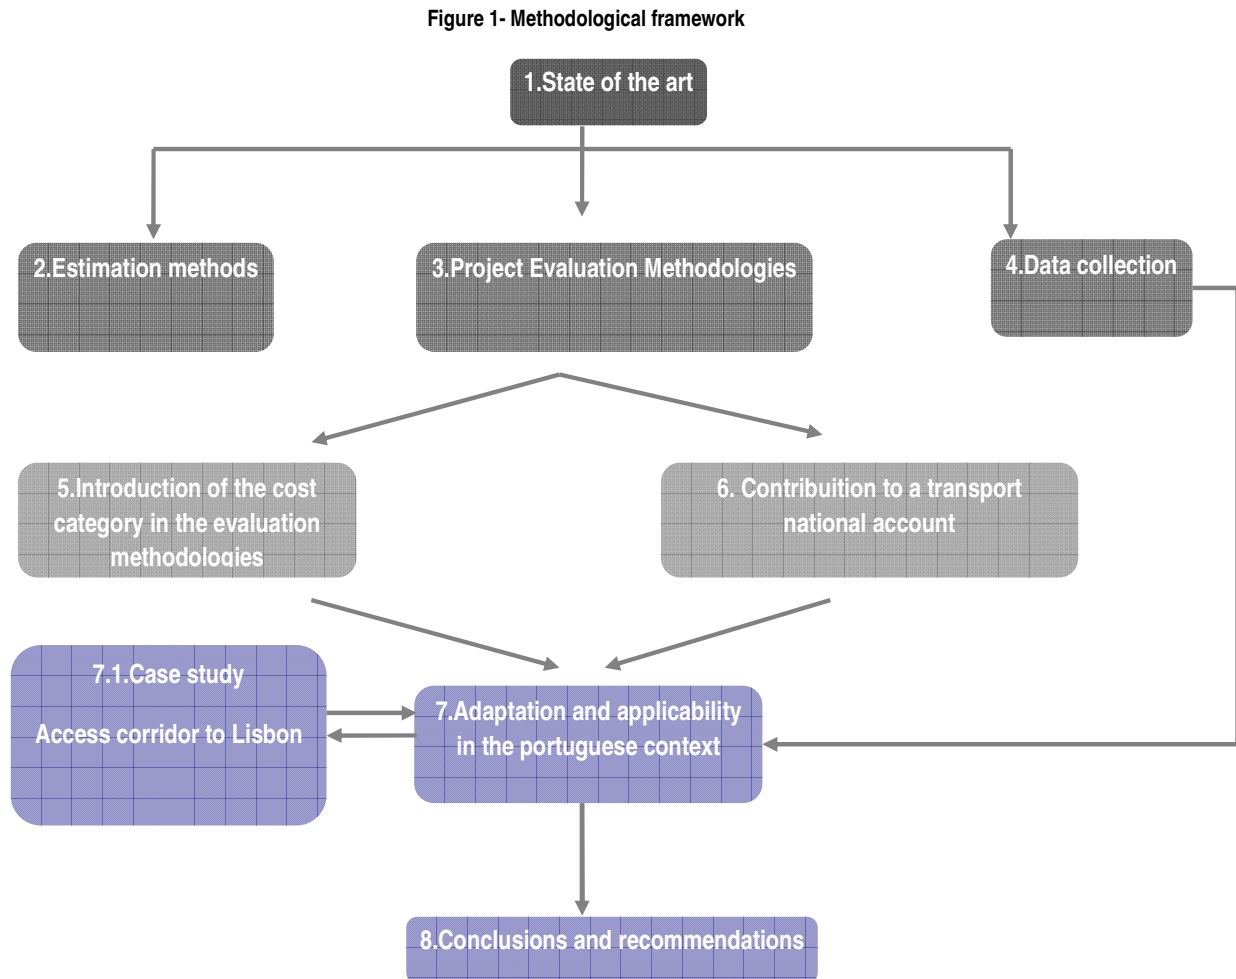 Figure 1- Methodological framework
1.State of the art
2.Estimation methods
3.Project Evaluation Methodologies
4.Data collection
5.Introduction of the cost
category in the evaluation
methodologies
6. Contribuition to a transport
national account
7.1.Case study
Access corridor to Lisbon
7.Adaptation and applicability
in the portuguese context
8.Conclusions and recommendations